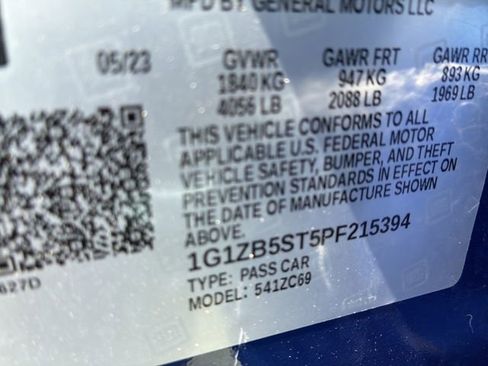 MFD BY GENERAL MOTORS LLC
05/23 GVWR GAWR FRT GAWR RR
1840 KG 947 KG 893 KG
4056 LB 2088 LB 1969 LB
THIS VEHICLE CONFORMS TO ALL
APPLICABLE U.S. FEDERAL MOTOR
VEHICLE SAFETY, BUMPER, AND THEFT
PREVENTION STANDARDS IN EFFECT ON
THE DATE OF MANUFACTURE SHOWN
ABOVE.
1G1ZB5ST5PF215394
TYPE: PASS CAR
MODEL: 541ZC69
627D